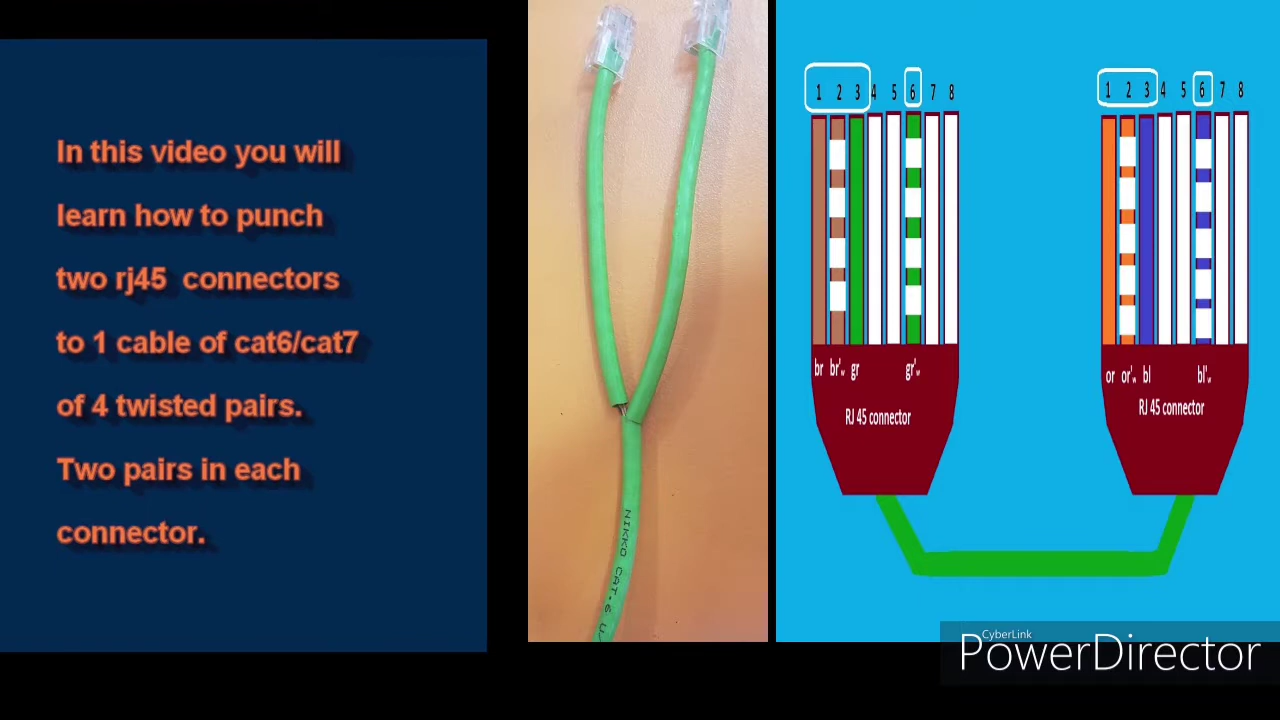 In this video you will
learn how to punch
two rj45 connectors
to 1 cable of cat6/cat7
of 4 twisted pairs.
Two pairs in each
connector.
NIKKO CAT.6 U
1 2 3 4 5 6 7 8
br br'w gr gr'w
RJ 45 connector
1 2 3 4 5 6 7 8
or or'w bl bl'w
RJ 45 connector
CyberLink
PowerDirector